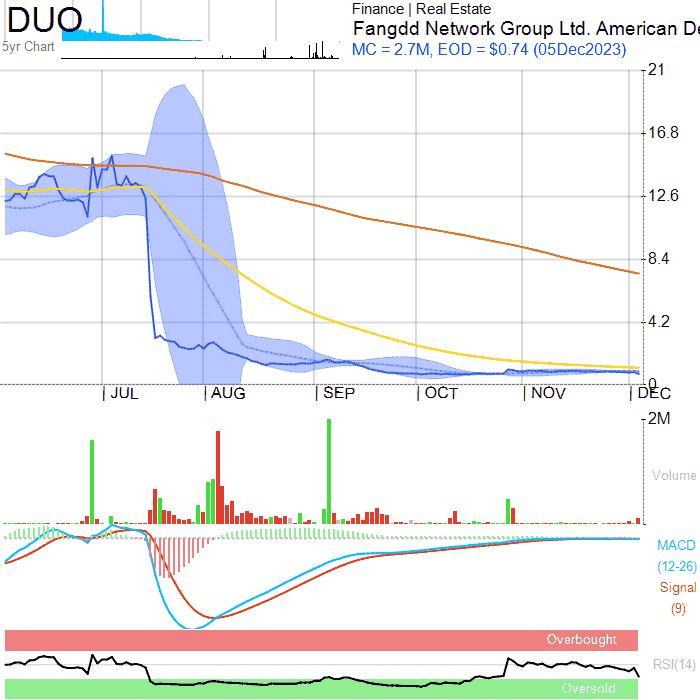 DUO
5yr Chart
Finance | Real Estate
Fangdd Network Group Ltd. American De
MC = 2.7M, EOD = $0.74 (05Dec2023)
21
16.8
12.6
8.4
4.2
0
JUL
AUG
SEP
OCT
NOV
DEC
2M
Volume
MACD
(12-26)
Signal
(9)
Overbought
RSI(14)
Oversold